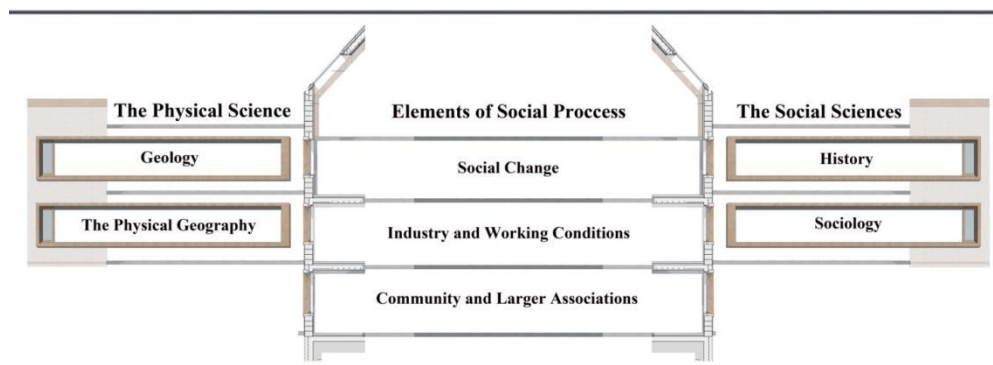 The Physical Science
Elements of Social Proccess
The Social Sciences
Geology
Social Change
History
The Physical Geography
Industry and Working Conditions
Sociology
Community and Larger Associations